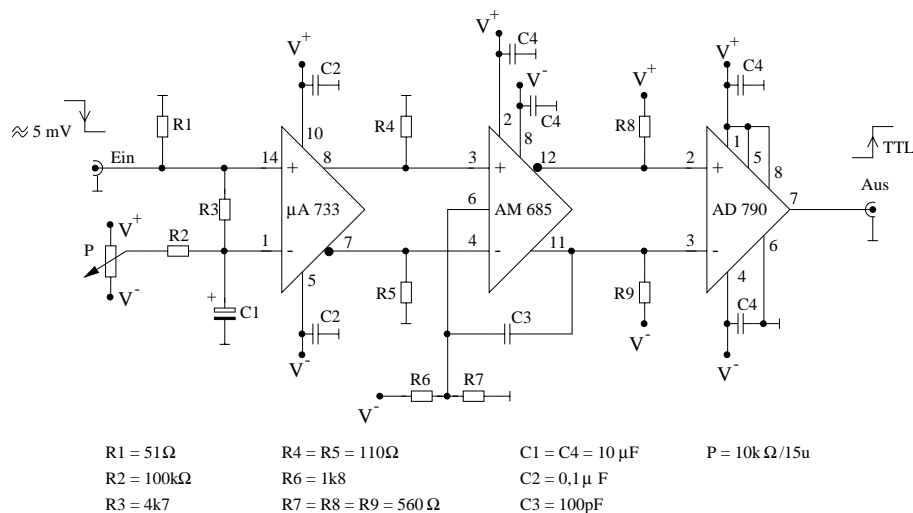 V+ C4
V+ C2
V- C4
V+ C4
V+
≈ 5 mV
R1
R4
R8
TTL
10
2
8
1
5
8
Ein
14
+
8
3
+
12
2
+
7
Aus
R3
μA 733
6
AM 685
AD 790
V+
P
R2
1
-
7
4
-
11
3
-
6
V-
+
C1
5
R5
R9
4
C2
C3
C4
V-
V-
V-
R6
R7
V-
R1 = 51Ω
R4 = R5 = 110Ω
C1 = C4 = 10 μF
P = 10k Ω/15u
R2 = 100kΩ
R6 = 1k8
C2 = 0,1μ F
R3 = 4k7
R7 = R8 = R9 = 560 Ω
C3 = 100pF